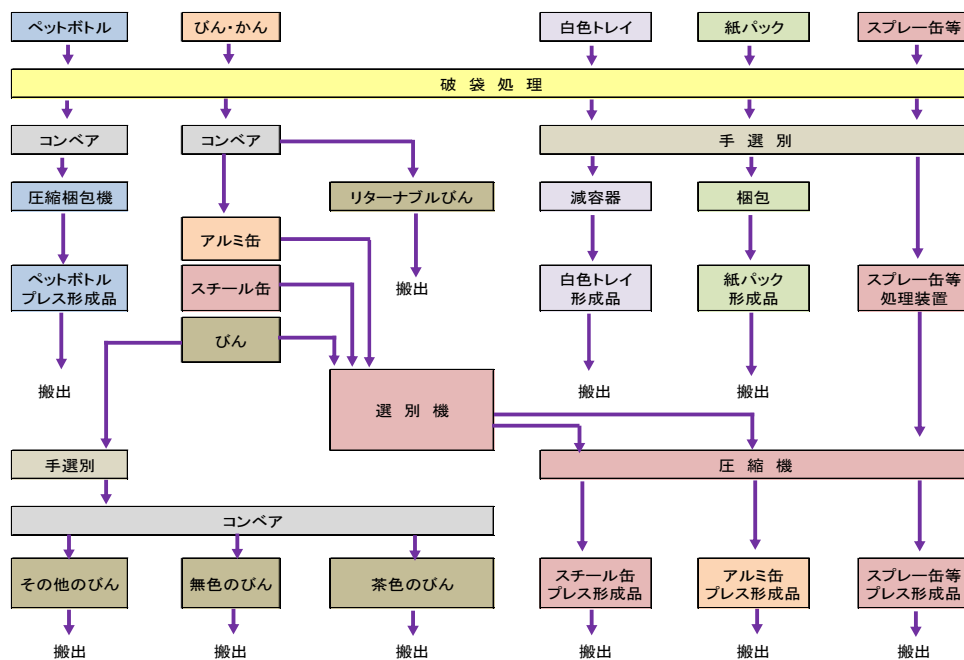 ペットボトル
びん・かん
白色トレイ
紙パック
スプレー缶等
破 袋 処 理
コンベア
コンベア
手 選 別
圧縮梱包機
リターナブルびん
減容器
梱包
アルミ缶
スチール缶
びん
ペットボトル
プレス形成品
搬出
白色トレイ
形成品
紙パック
形成品
スプレー缶等
処理装置
搬出
搬出
搬出
選 別 機
手選別
圧 縮 機
コンベア
その他のびん
無色のびん
茶色のびん
スチール缶
プレス形成品
アルミ缶
プレス形成品
スプレー缶等
プレス形成品
搬出
搬出
搬出
搬出
搬出
搬出